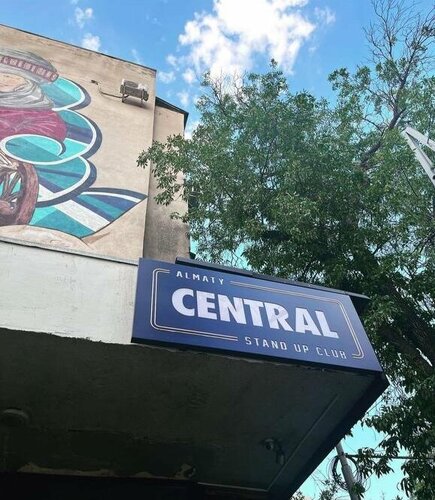 ALMATY
CENTRAL
STAND UP CLUB